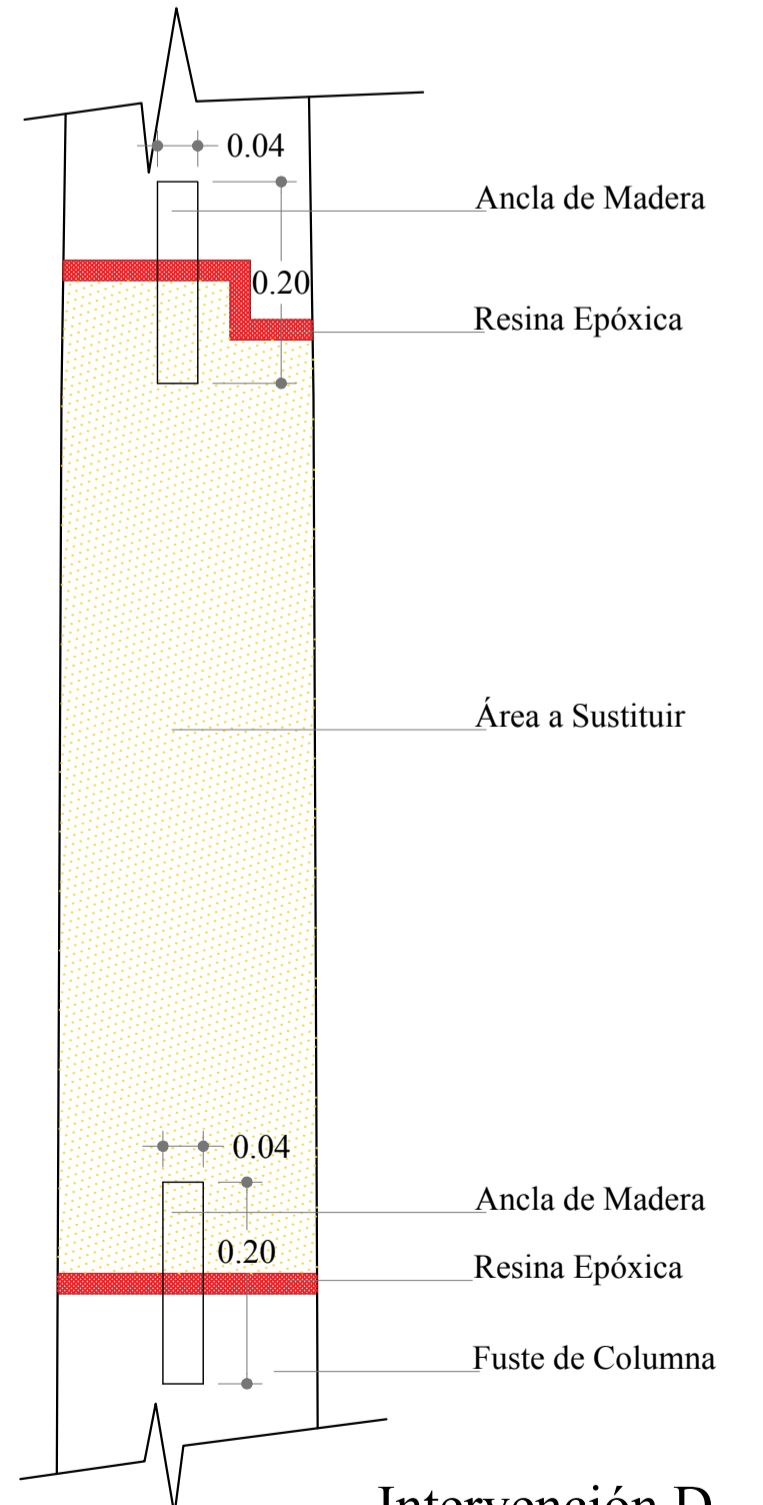 0.04
Ancla de Madera
0.20
Resina Epóxica
Área a Sustituir
0.04
Ancla de Madera
0.20
Resina Epóxica
Fuste de Columna
Intervención D